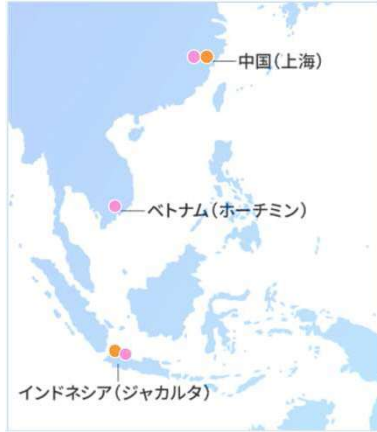 中国（上海）
ベトナム（ホーチミン）
インドネシア（ジャカルタ）